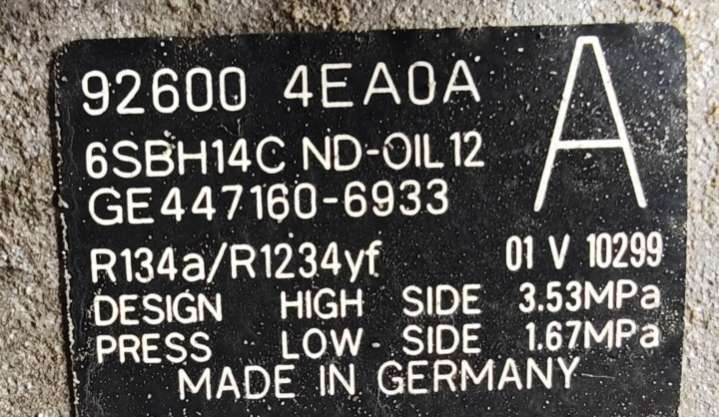 92600 4EA0A A
6SBH14C ND-OIL12
GE447160-6933
R134a/R1234yf 01 V 10299
DESIGN HIGH SIDE 3.53MPa
PRESS LOW SIDE 1.67MPa
MADE IN GERMANY